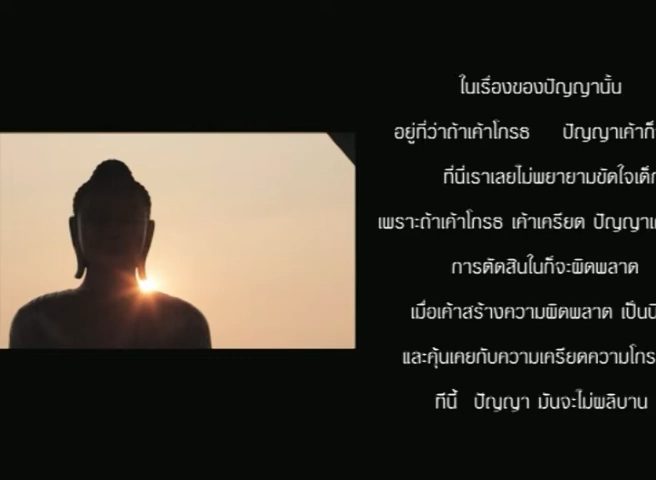 ในเรื่องของปัญญานั้น
อยู่ที่ว่าถ้าเค้าโกรธ ปัญญาเค้าก็
ที่นี่เราเลยไม่พยายามขัดใจเด็ก
เพราะถ้าเค้าโกรธ เค้าเครียด ปัญญา
การตัดสินในก็จะผิดพลาด
เมื่อเค้าสร้างความผิดพลาด เป็น
และคุ้นเคยกับความเครียดความโกร
ทีนี้ ปัญญา มันจะไม่ผลิบาน